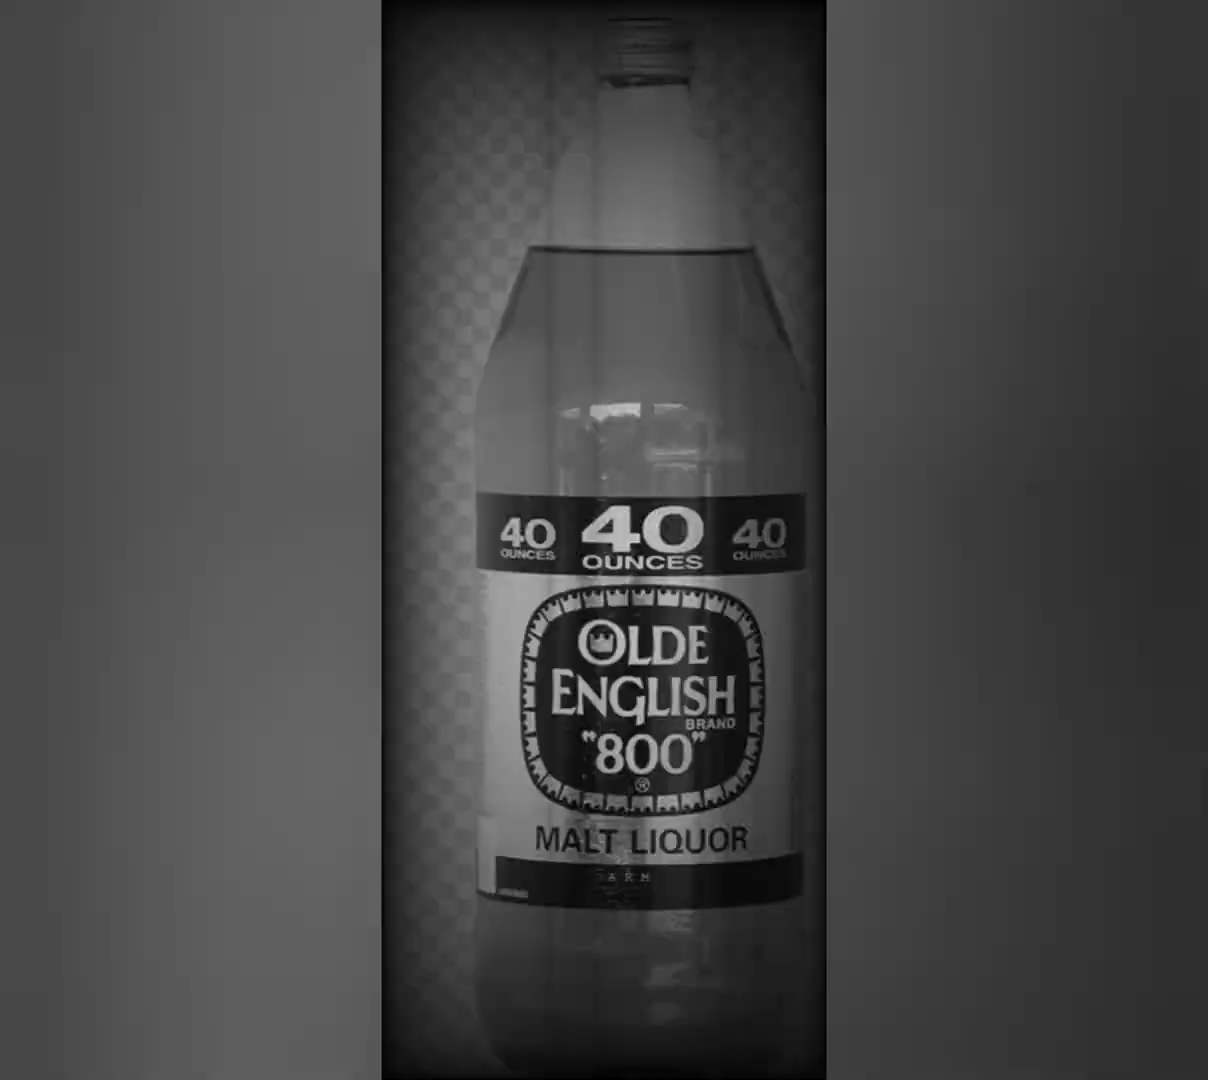 40 40 40
OUNCES OUNCES OUNCES
OLDE
ENGLISH
BRAND
"800"
®
MALT LIQUOR